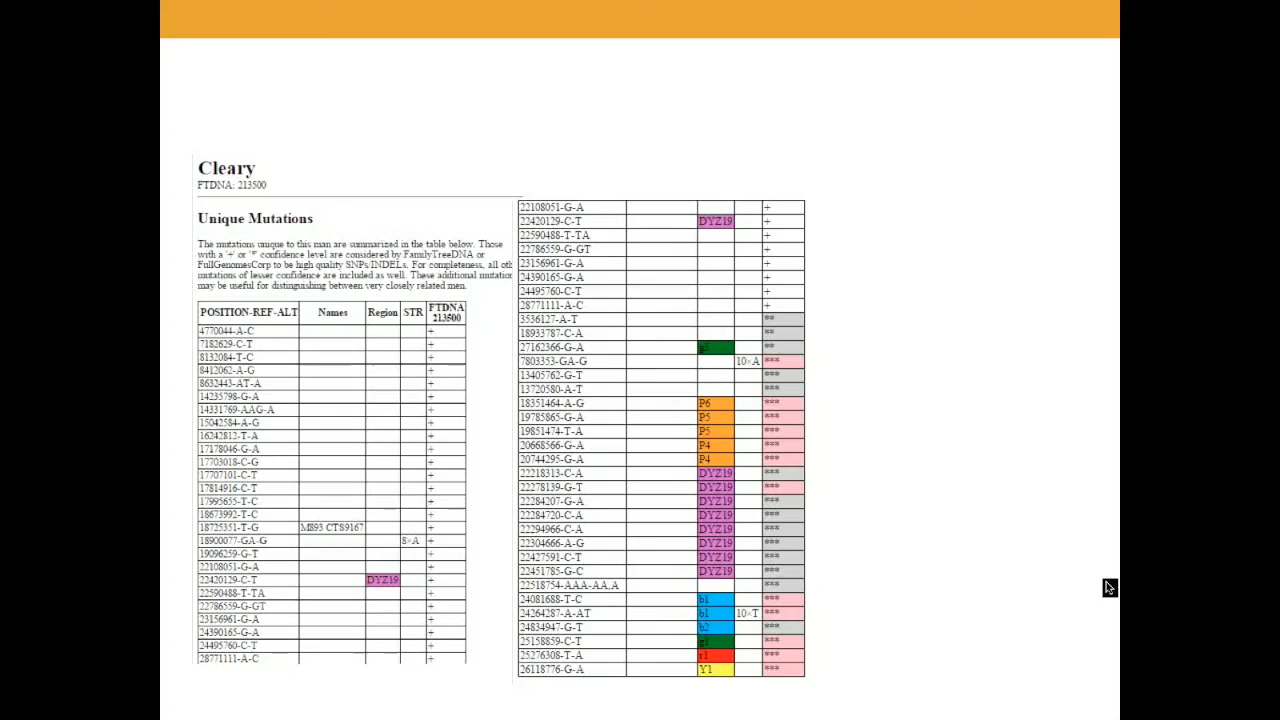 Cleary
FTDNA: 213500
Unique Mutations
The mutations unique to this man are summarized in the table below. Those
with a '+' or '*' confidence level are considered by FamilyTreeDNA or
FullGenomesCorp to be high quality SNPs/INDELs. For completeness, all oth
mutations of lesser confidence are included as well. These additional mutation
may be useful for distinguishing between very closely related men.
POSITION-REF-ALT Names Region STR FTDNA 213500
4770044-A-C +
7182629-C-T +
8132084-T-C +
8412062-A-G +
8632443-AT-A +
14235798-G-A +
14331769-AAG-A +
15042584-A-G +
16242812-T-A +
17178046-G-A +
17703018-C-G +
17707101-C-T +
17814916-C-T +
17995655-T-C +
18673992-T-C +
18725351-T-G M893 CTS9167 +
18900077-GA-G 8×A +
19096259-G-T +
22108051-G-A +
22420129-C-T DYZ19 +
22590488-T-TA +
22786559-G-GT +
23156961-G-A +
24390165-G-A +
24495760-C-T +
28771111-A-C +
22108051-G-A +
22420129-C-T DYZ19 +
22590488-T-TA +
22786559-G-GT +
23156961-G-A +
24390165-G-A +
24495760-C-T +
28771111-A-C +
3536127-A-T **
18933787-C-A **
27162366-G-A **
7803353-GA-G 10×A ***
13405762-G-T ***
13720580-A-T ***
18351464-A-G P6 ***
19785865-G-A P5 ***
19851474-T-A P5 ***
20668566-G-A P4 ***
20744295-G-A P4 ***
22218313-C-A DYZ19 ***
22278139-G-T DYZ19 ***
22284207-G-A DYZ19 ***
22284720-C-A DYZ19 ***
22294966-C-A DYZ19 ***
22304666-A-G DYZ19 ***
22427591-C-T DYZ19 ***
22451785-G-C DYZ19 ***
22518754-AAA-AA,A ***
24081688-T-C b1 ***
24264287-A-AT b1 10×T ***
24834947-G-T b2 ***
25158859-C-T g1 ***
25276308-T-A r1 ***
26118776-G-A Y1 ***